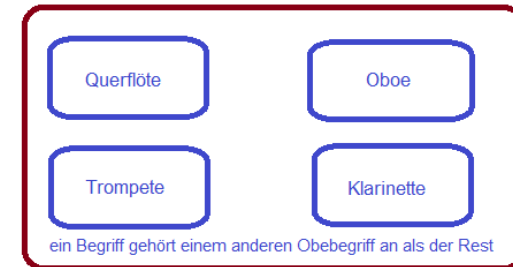 Querflöte
Oboe
Trompete
Klarinette
ein Begriff gehört einem anderen Obebegriff an als der Rest